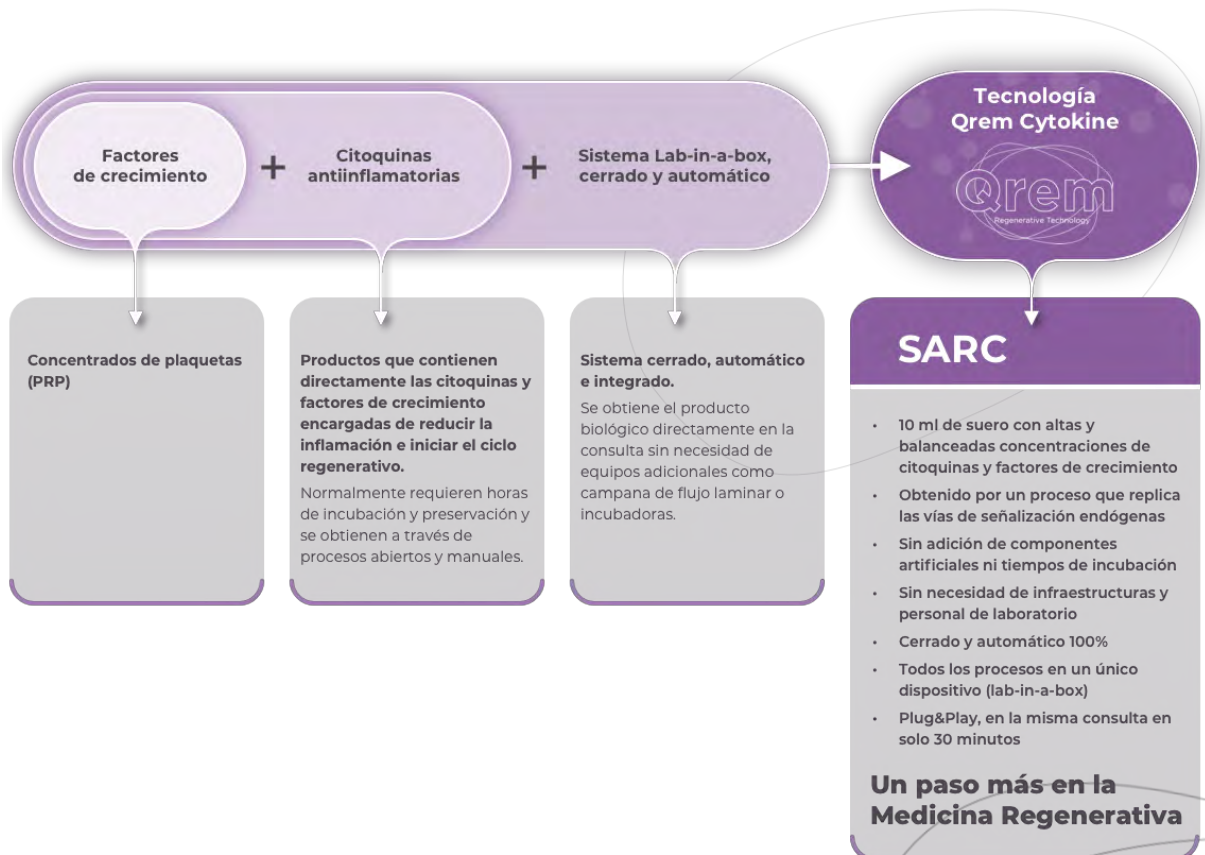 Factores
de crecimiento
+
Citoquinas
antiinflamatorias
+
Sistema Lab-in-a-box,
cerrado y automático
Tecnología
Qrem Cytokine
Qrem
Regenerative Technology
Concentrados de plaquetas
(PRP)
Productos que contienen
directamente las citoquinas y
factores de crecimiento
encargadas de reducir la
inflamación e iniciar el ciclo
regenerativo.
Normalmente requieren horas
de incubación y preservación y
se obtienen a través de
procesos abiertos y manuales.
Sistema cerrado, automático
e integrado.
Se obtiene el producto
biológico directamente en la
consulta sin necesidad de
equipos adicionales como
campana de flujo laminar o
incubadoras.
SARC
• 10 ml de suero con altas y
balanceadas concentraciones de
citoquinas y factores de crecimiento
• Obtenido por un proceso que replica
las vías de señalización endógenas
• Sin adición de componentes
artificiales ni tiempos de incubación
• Sin necesidad de infraestructuras y
personal de laboratorio
• Cerrado y automático 100%
• Todos los procesos en un único
dispositivo (lab-in-a-box)
• Plug&Play, en la misma consulta en
solo 30 minutos
Un paso más en la
Medicina Regenerativa